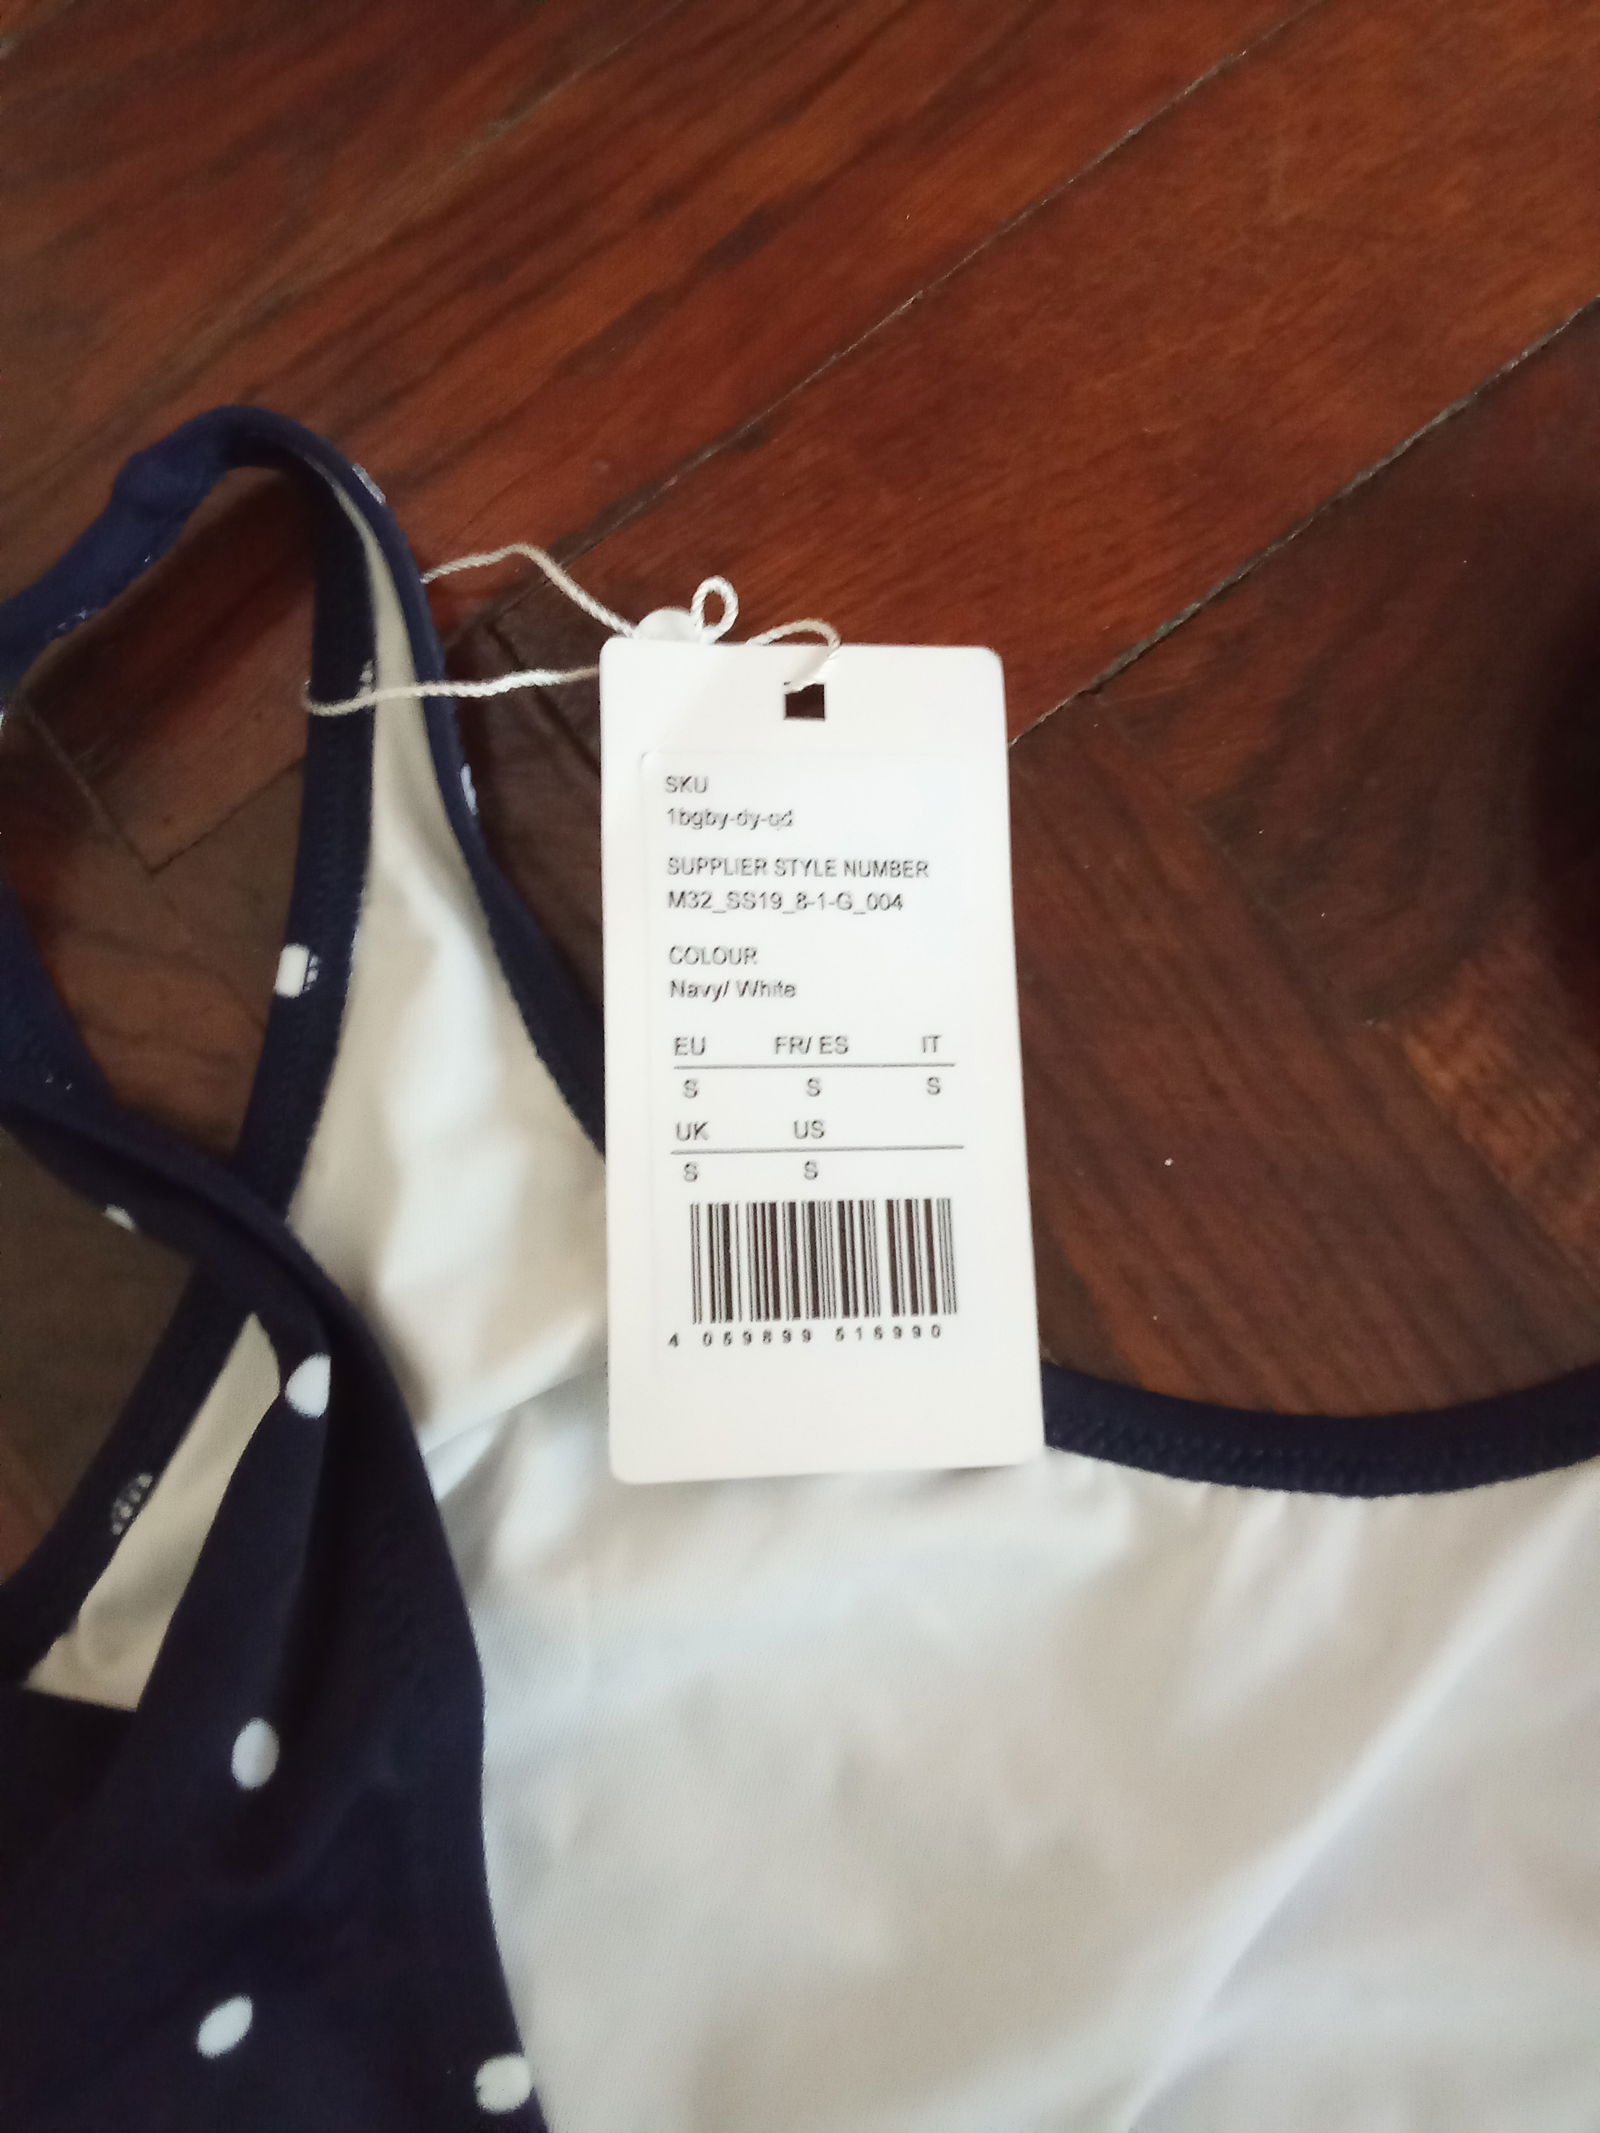 SKU
1bgby-dy-qd
SUPPLIER STYLE NUMBER
M32_SS19_8-1-G_004
COLOUR
Navy/ White
EU FR/ ES IT
S S S
UK US
S S
4 059899 516990